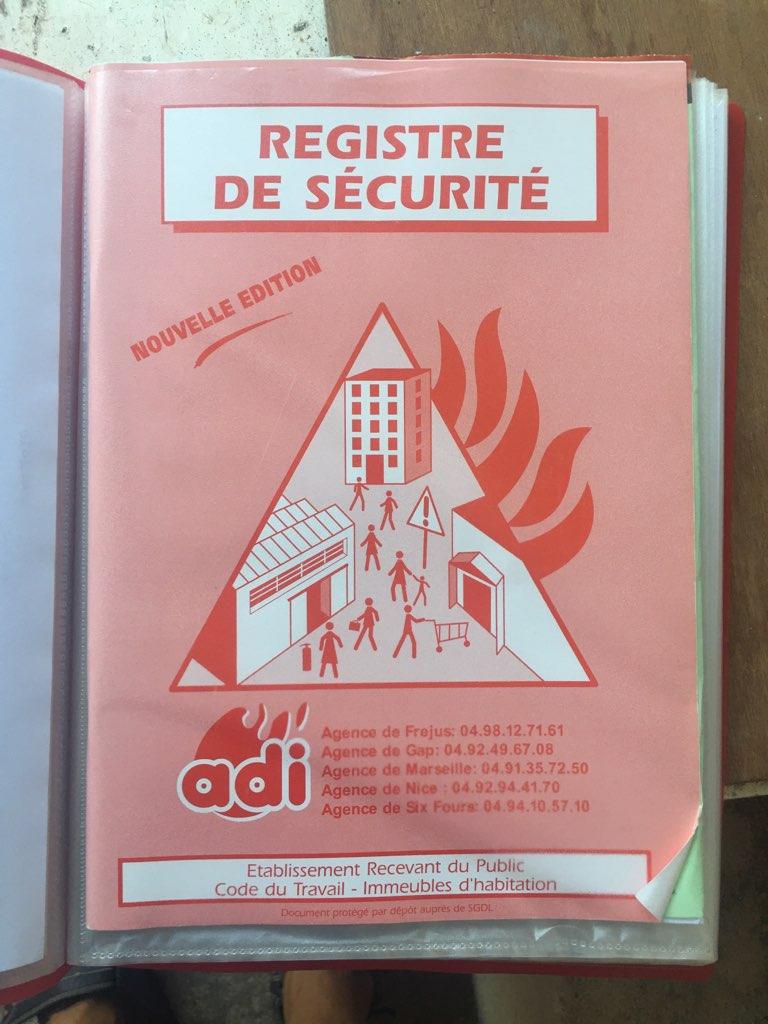 REGISTRE
DE SÉCURITÉ
NOUVELLE EDITION
adi
Agence de Frejus: 04.98.12.71.61
Agence de Gap: 04.92.49.67.08
Agence de Marseille: 04.91.35.72.50
Agence de Nice : 04.92.94.41.70
Agence de Six Fours: 04.94.10.57.10
Etablissement Recevant du Public
Code du Travail - Immeubles d'habitation
Document protégé par dépôt auprès de SGDL